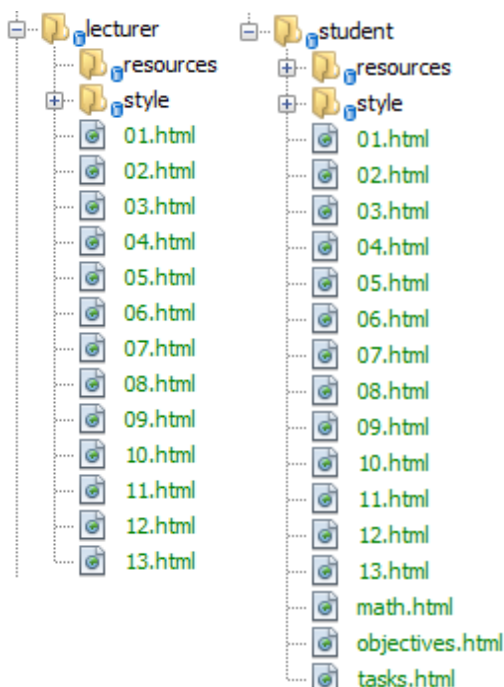 lecturer
resources
style
01.html
02.html
03.html
04.html
05.html
06.html
07.html
08.html
09.html
10.html
11.html
12.html
13.html
student
resources
style
01.html
02.html
03.html
04.html
05.html
06.html
07.html
08.html
09.html
10.html
11.html
12.html
13.html
math.html
objectives.html
tasks.html